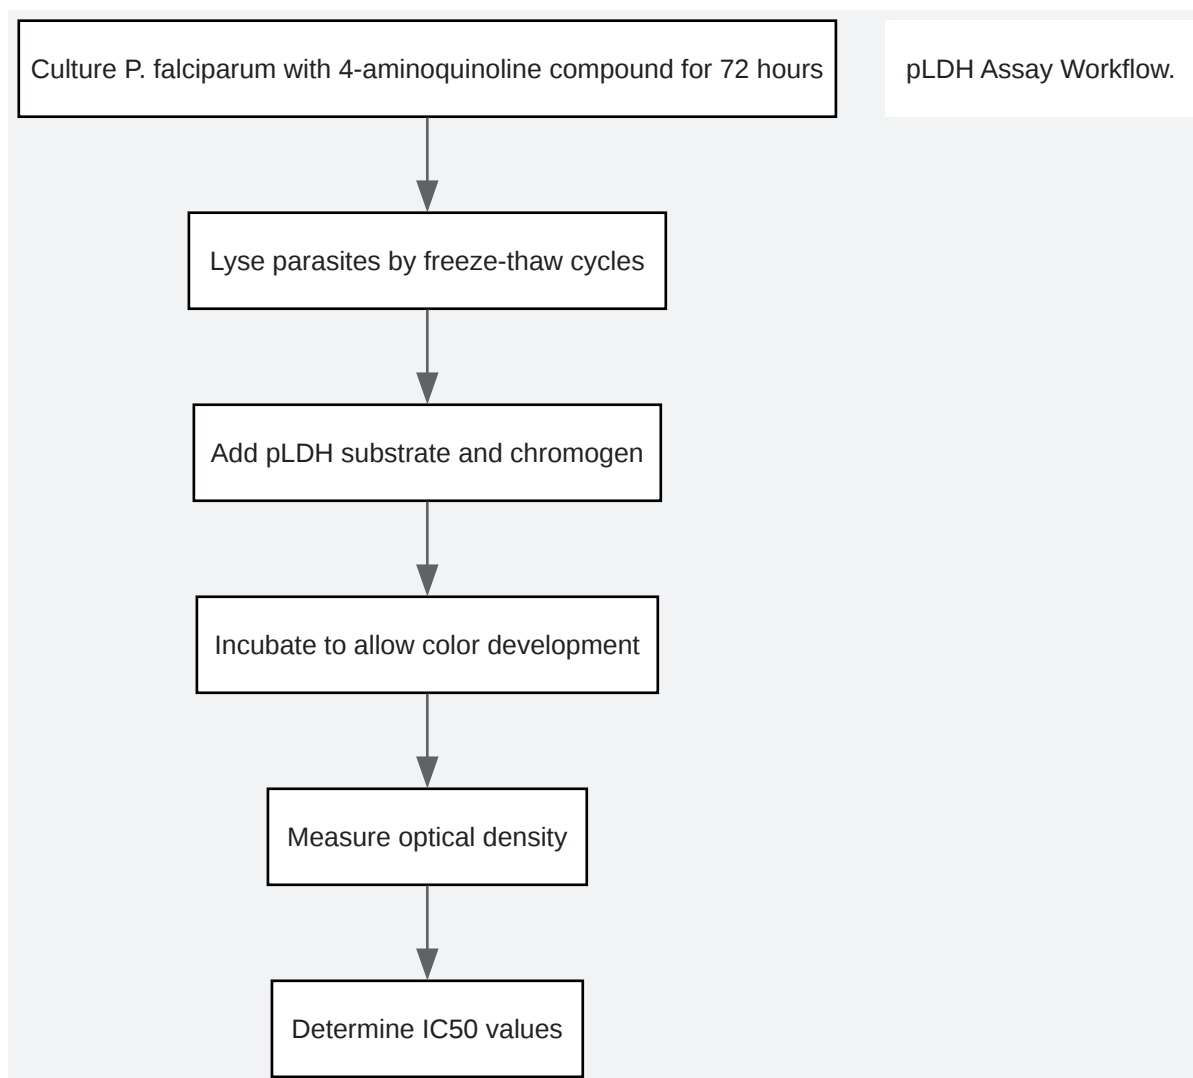 Culture P. falciparum with 4-aminoquinoline compound for 72 hours
pLDH Assay Workflow.
Lyse parasites by freeze-thaw cycles
Add pLDH substrate and chromogen
Incubate to allow color development
Measure optical density
Determine IC50 values